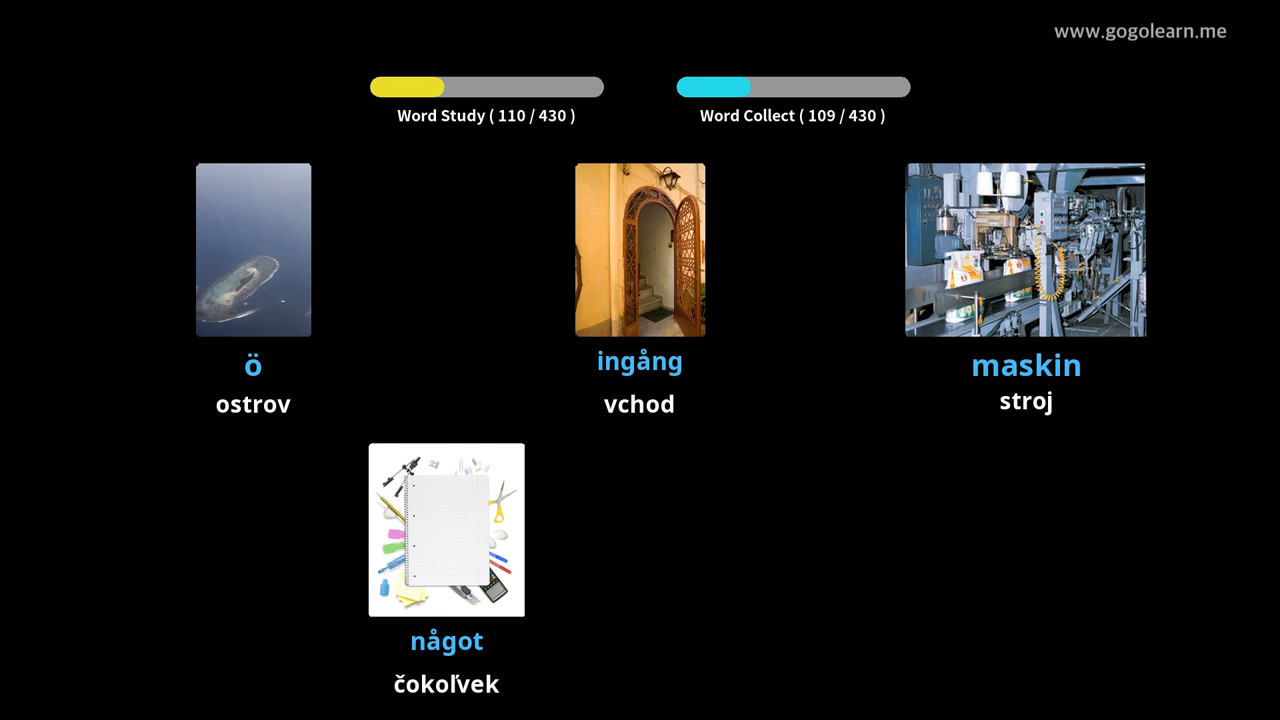 www.gogolearn.me
Word Study ( 110 / 430 )
Word Collect ( 109 / 430 )
ö
ingång
maskin
ostrov
vchod
stroj
något
čokoľvek